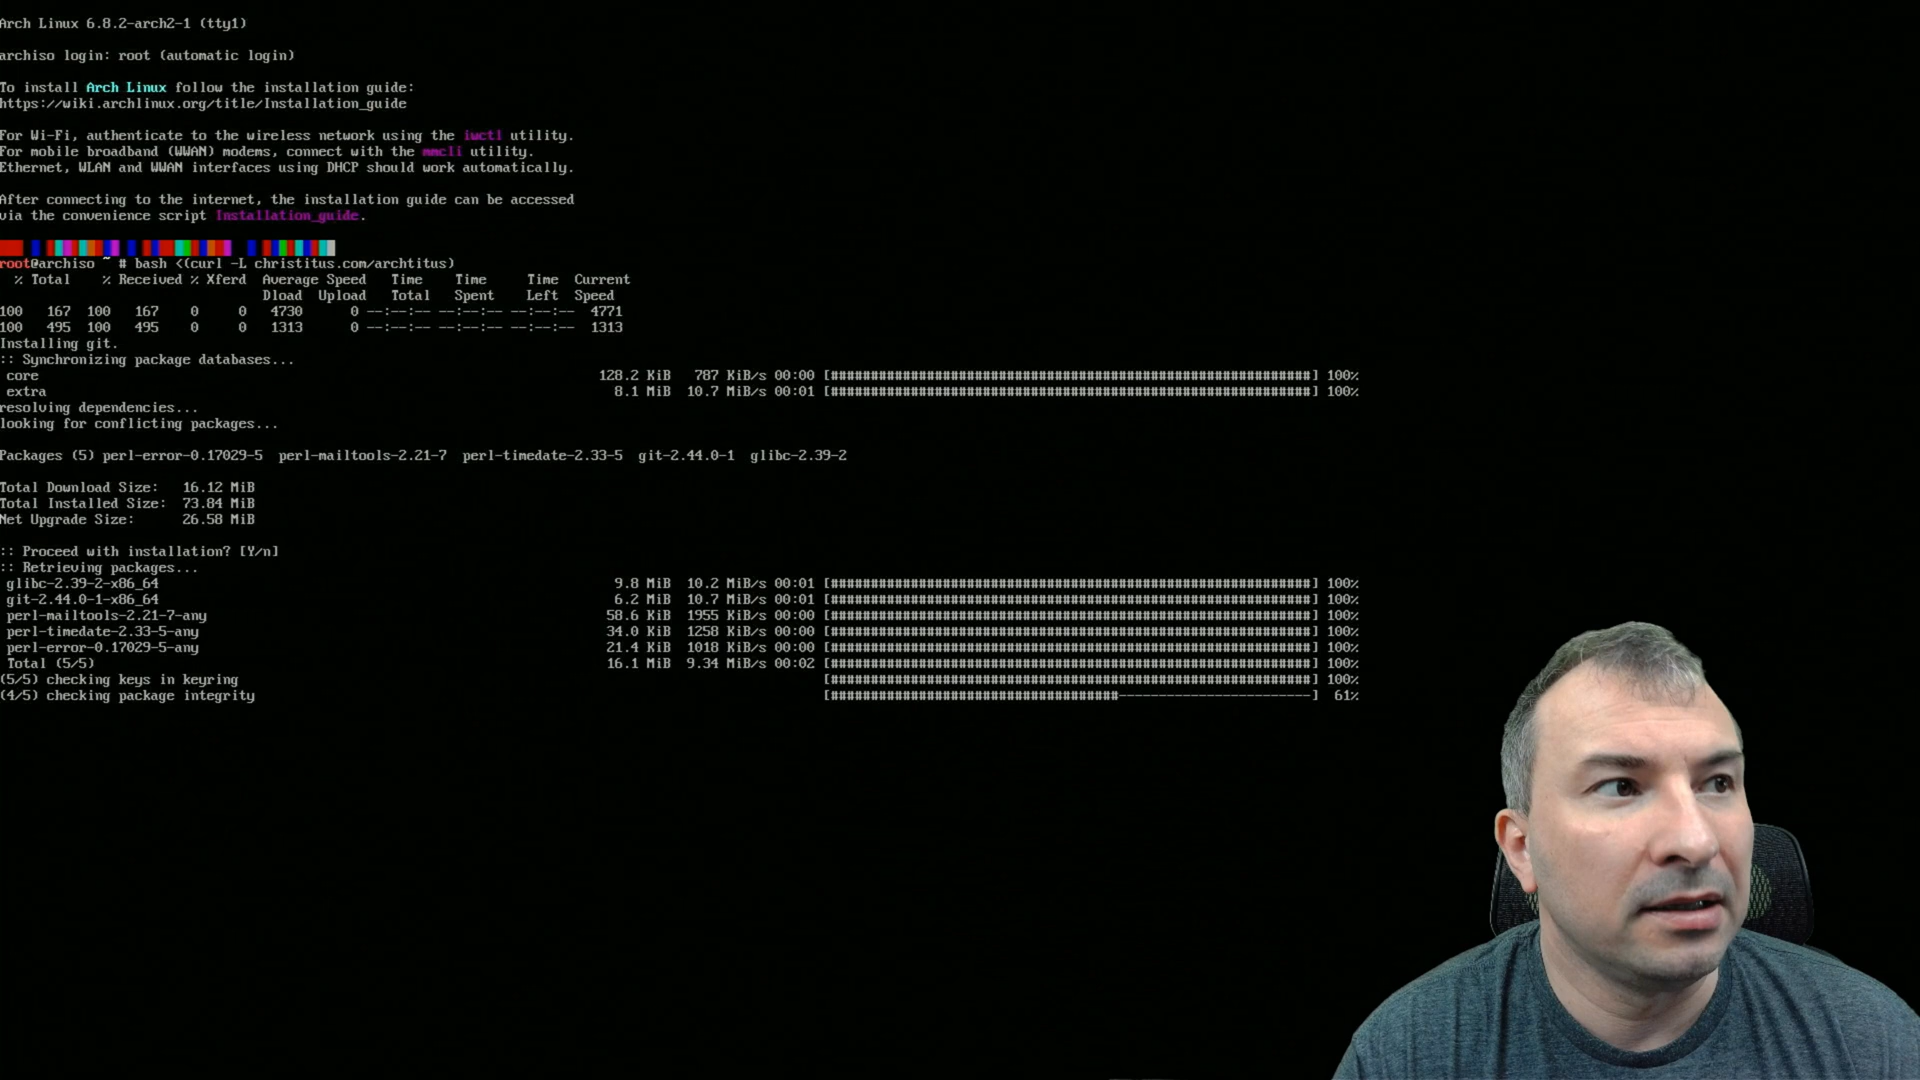 Arch Linux 6.8.2-arch2-1 (tty1)
archiso login: root (automatic login)
To install Arch Linux follow the installation guide:
https://wiki.archlinux.org/title/Installation_guide
For Wi-Fi, authenticate to the wireless network using the iwctl utility.
For mobile broadband (WWAN) modems, connect with the mmcli utility.
Ethernet, WLAN and WWAN interfaces using DHCP should work automatically.
After connecting to the internet, the installation guide can be accessed
via the convenience script Installation_guide.
root@archiso ~ # bash <(curl -L christitus.com/archtitus)
% Total % Received % Xferd Average Speed Time Time Time Current
Dload Upload Total Spent Left Speed
100 167 100 167 0 0 4730 0 --:--:-- --:--:-- --:--:-- 4771
100 495 100 495 0 0 1313 0 --:--:-- --:--:-- --:--:-- 1313
Installing git.
:: Synchronizing package databases...
core 128.2 KiB 787 KiB/s 00:00 [############################################################] 100%
extra 8.1 MiB 10.7 MiB/s 00:01 [############################################################] 100%
resolving dependencies...
looking for conflicting packages...
Packages (5) perl-error-0.17029-5 perl-mailtools-2.21-7 perl-timedate-2.33-5 git-2.44.0-1 glibc-2.39-2
Total Download Size: 16.12 MiB
Total Installed Size: 73.84 MiB
Net Upgrade Size: 26.58 MiB
:: Proceed with installation? [Y/n]
:: Retrieving packages...
glibc-2.39-2-x86_64 9.8 MiB 10.2 MiB/s 00:01 [############################################################] 100%
git-2.44.0-1-x86_64 6.2 MiB 10.7 MiB/s 00:01 [############################################################] 100%
perl-mailtools-2.21-7-any 58.6 KiB 1955 KiB/s 00:00 [############################################################] 100%
perl-timedate-2.33-5-any 34.0 KiB 1258 KiB/s 00:00 [############################################################] 100%
perl-error-0.17029-5-any 21.4 KiB 1018 KiB/s 00:00 [############################################################] 100%
Total (5/5) 16.1 MiB 9.34 MiB/s 00:02 [############################################################] 100%
(5/5) checking keys in keyring [############################################################] 100%
(4/5) checking package integrity [####################################------------------------] 61%